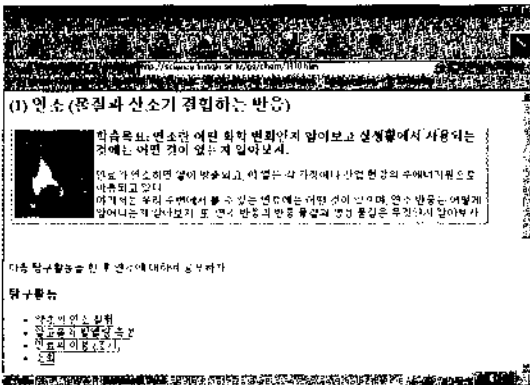 (1) 연소 (물질과 산소가 결합하는 반응)
학습목표: 연소란 어떤 화학 변화인지 알아보고 실생활에서 사용되는
것에는 어떤 것이 있는 지 알아보자.
연료가 연소하면 열이 방출되고, 이 열은 각 가정에나 산업 현장의 주에너지원으로
이용되고 있다
여기서는 우리 주변에서 볼 수 있는 연료에는 어떤 것이 있으며, 연소 반응은 어떻게
일어나는지 알아보자. 또 연소 반응의 반응 물질과 생성 물질은 무엇인지 알아보자
다음 탐구활동을 한 후 연소에 대하여 공부하자
탐구활동
연소 실험
소화